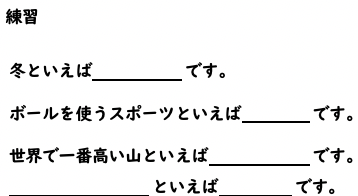 練習
冬といえば＿＿＿＿＿＿です。
ボールを使うスポーツといえば＿＿＿＿です。
世界で一番高い山といえば＿＿＿＿＿＿です。
＿＿＿＿＿＿＿＿といえば＿＿＿＿です。